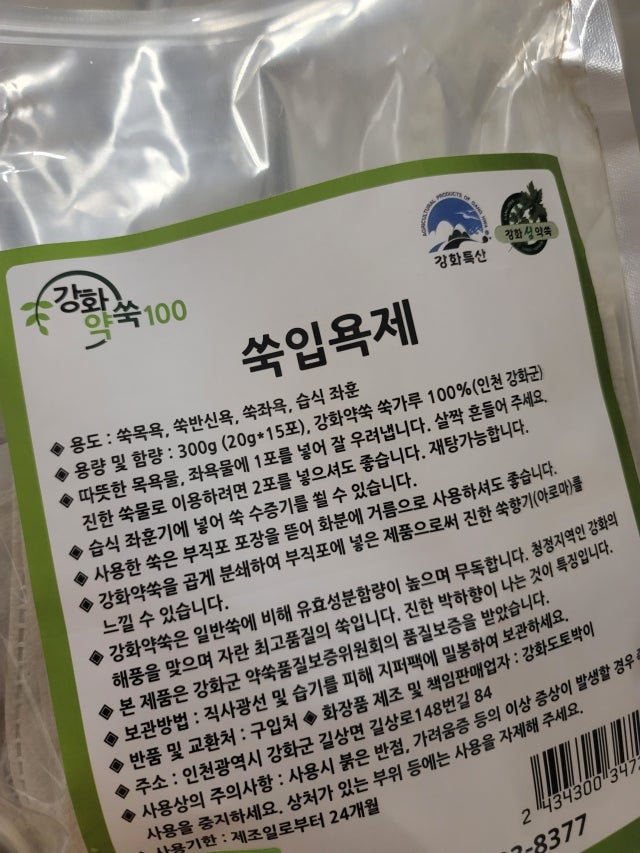 AGRICULTURAL PRODUCTS OF
강화특산
강화섬약쑥
강화
약쑥100
쑥입욕제
◈ 용도 : 쑥목욕, 쑥반신욕, 쑥좌욕, 습식 좌훈
◈ 용량 및 함량 : 300g (20g*15포), 강화약쑥 쑥가루 100%(인천 강화군)
◈ 따뜻한 목욕물, 좌욕물에 1포를 넣어 잘 우려냅니다. 살짝 흔들어 주세요.
진한 쑥물로 이용하려면 2포를 넣으셔도 좋습니다. 재탕가능합니다.
◈ 습식 좌훈기에 넣어 쑥 수증기를 쐴 수 있습니다.
◈ 사용한 쑥은 부직포 포장을 뜯어 화분에 거름으로 사용하셔도 좋습니다.
◈ 강화약쑥을 곱게 분쇄하여 부직포에 넣은 제품으로써 진한 쑥향기(아로마)를
느낄 수 있습니다.
◈ 강화약쑥은 일반쑥에 비해 유효성분함량이 높으며 무독합니다. 청정지역인 강화의
해풍을 맞으며 자란 최고품질의 쑥입니다. 진한 박하향이 나는 것이 특징입니다.
◈ 본 제품은 강화군 약쑥품질보증위원회의 품질보증을 받았습니다.
◈ 보관방법 : 직사광선 및 습기를 피해 지퍼팩에 밀봉하여 보관하세요.
◈ 반품 및 교환처 : 구입처 ◈ 화장품 제조 및 책임판매업자 : 강화도토박이
◈ 주소 : 인천광역시 강화군 길상면 길상로148번길 84
◈ 사용상의 주의사항 : 사용시 붉은 반점, 가려움증 등의 이상 증상이 발생할 경우
사용을 중지하세요. 상처가 있는 부위 등에는 사용을 자제해 주세요.
◈ 사용기한 : 제조일로부터 24개월
2 434300 347
-8377